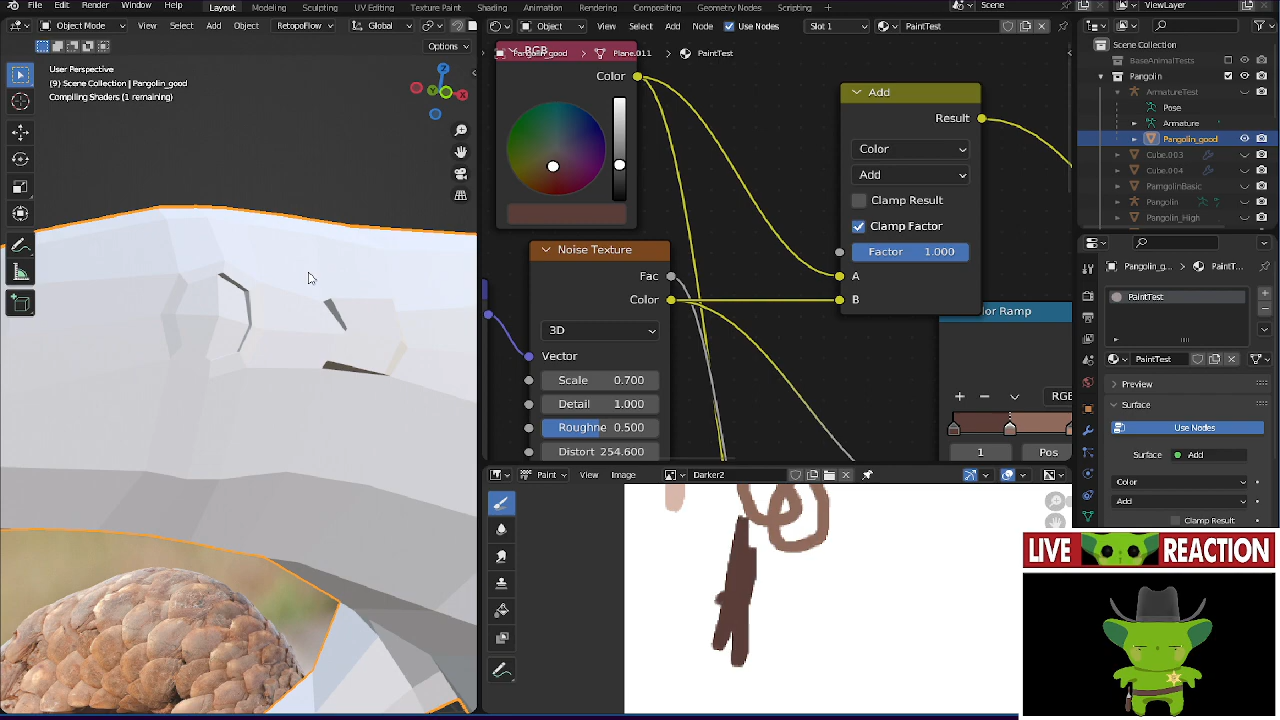 File Edit Render Window Help Layout Modeling Sculpting UV Editing Texture Paint Shading Animation Rendering Compositing Geometry Nodes Scripting Scene ViewLayer
Object Mode View Select Add Object RetopoFlow Global
Object View Select Add Node Use Nodes Slot 1 PaintTest
Options
User Perspective
(9) Scene Collection | Pangolin_good
Compiling Shaders (1 remaining)
Z
Y
X
RGB
Pangolin_good Plane.011 PaintTest
Color
Add
Result
Color
Add
Clamp Result
Clamp Factor
Factor 1.000
A
B
Noise Texture
Fac
Color
3D
Vector
Scale 0.700
Detail 1.000
Roughne 0.500
Distort 254.600
lor Ramp
RGB
1 Pos
Paint View Image Darker2
Scene Collection
BaseAnimalTests
Pangolin
ArmatureTest
Pose
Armature
Pangolin_good
Cube.003
Cube.004
PamgolinBasic
Pangolin
Pangolin_High
Pangolin_g... PaintT...
PaintTest
PaintTest
Preview
Surface
Use Nodes
Surface Add
Color
Add
Clamp Result
LIVE REACTION